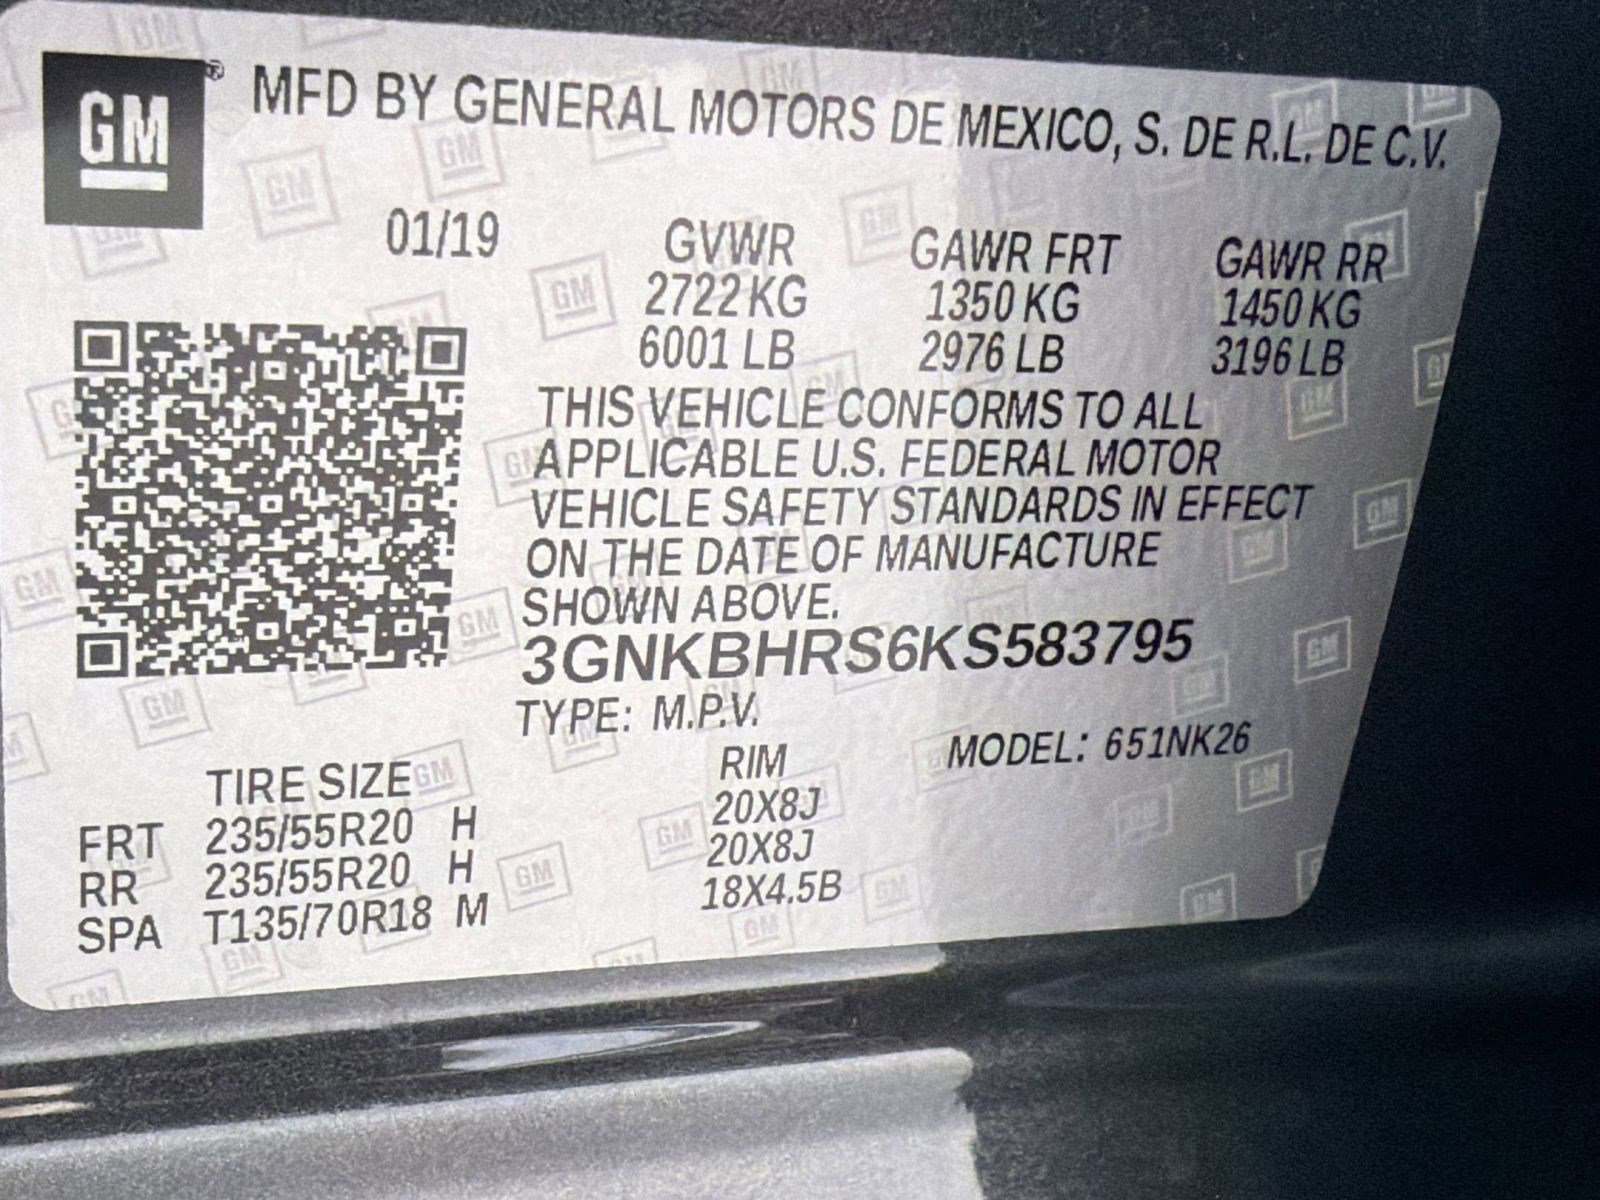 GM
MFD BY GENERAL MOTORS DE MEXICO, S. DE R.L. DE C.V.
01/19 GVWR GAWR FRT GAWR RR
2722 KG 1350 KG 1450 KG
6001 LB 2976 LB 3196 LB
THIS VEHICLE CONFORMS TO ALL
APPLICABLE U.S. FEDERAL MOTOR
VEHICLE SAFETY STANDARDS IN EFFECT
ON THE DATE OF MANUFACTURE
SHOWN ABOVE.
3GNKBHRS6KS583795
TYPE: M.P.V. MODEL: 651NK26
TIRE SIZE RIM
FRT 235/55R20 H 20X8J
RR 235/55R20 H 20X8J
SPA T135/70R18 M 18X4.5B